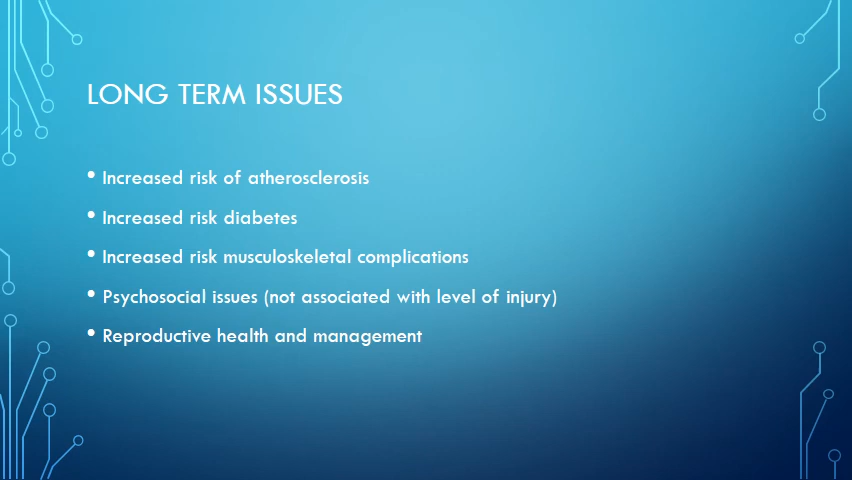 LONG TERM ISSUES
• Increased risk of atherosclerosis
• Increased risk diabetes
• Increased risk musculoskeletal complications
• Psychosocial issues (not associated with level of injury)
• Reproductive health and management